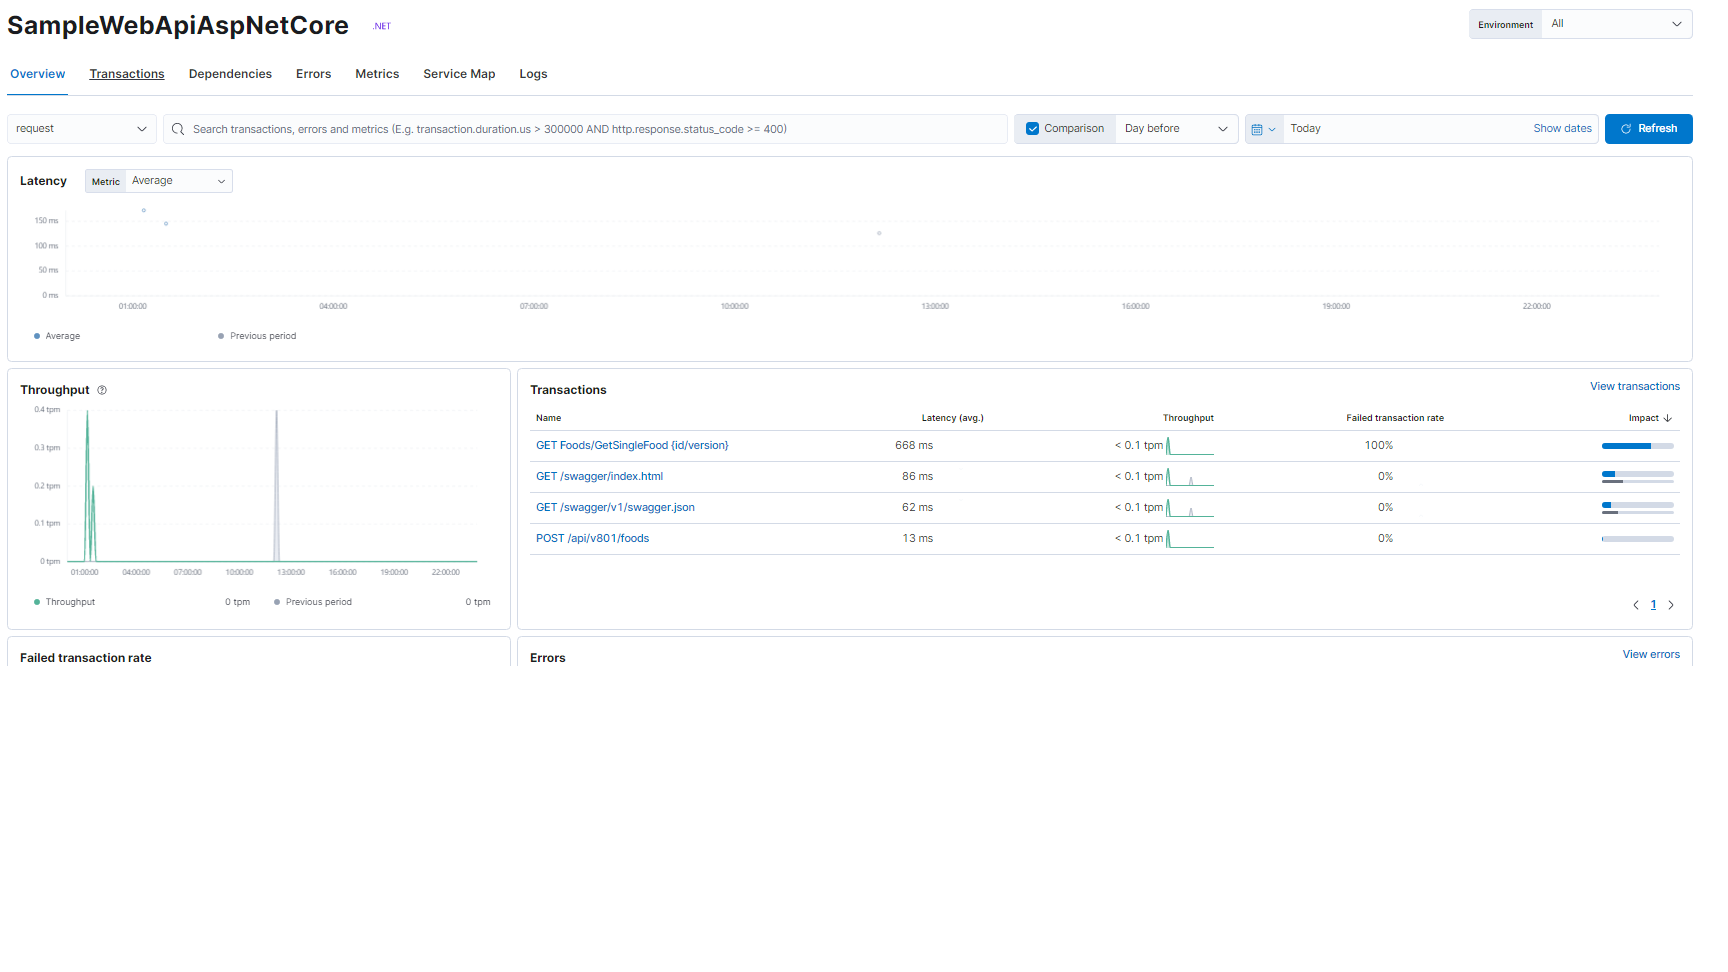 SampleWebApiAspNetCore .NET
Environment All
Overview Transactions Dependencies Errors Metrics Service Map Logs
request Search transactions, errors and metrics (E.g. transaction.duration.us > 300000 AND http.response.status_code >= 400) Comparison Day before Today Show dates Refresh
Latency Metric Average
150 ms
100 ms
50 ms
0 ms
01:00:00 04:00:00 07:00:00 10:00:00 13:00:00 16:00:00 19:00:00 22:00:00
Average Previous period
Throughput
0.4 tpm
0.3 tpm
0.2 tpm
0.1 tpm
0 tpm
01:00:00 04:00:00 07:00:00 10:00:00 13:00:00 16:00:00 19:00:00 22:00:00
Throughput 0 tpm Previous period 0 tpm
Transactions View transactions
Name Latency (avg.) Throughput Failed transaction rate Impact
GET Foods/GetSingleFood {id/version} 668 ms < 0.1 tpm 100%
GET /swagger/index.html 86 ms < 0.1 tpm 0%
GET /swagger/v1/swagger.json 62 ms < 0.1 tpm 0%
POST /api/v801/foods 13 ms < 0.1 tpm 0%
1
Failed transaction rate
Errors View errors